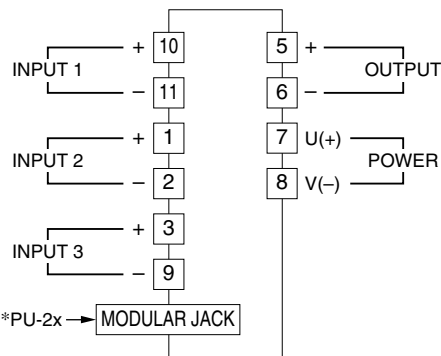 + 10
INPUT 1
− 11
+ 1
INPUT 2
− 2
+ 3
INPUT 3
− 9
*PU-2x MODULAR JACK
5 +
OUTPUT
6 −
7 U(+)
POWER
8 V(−)